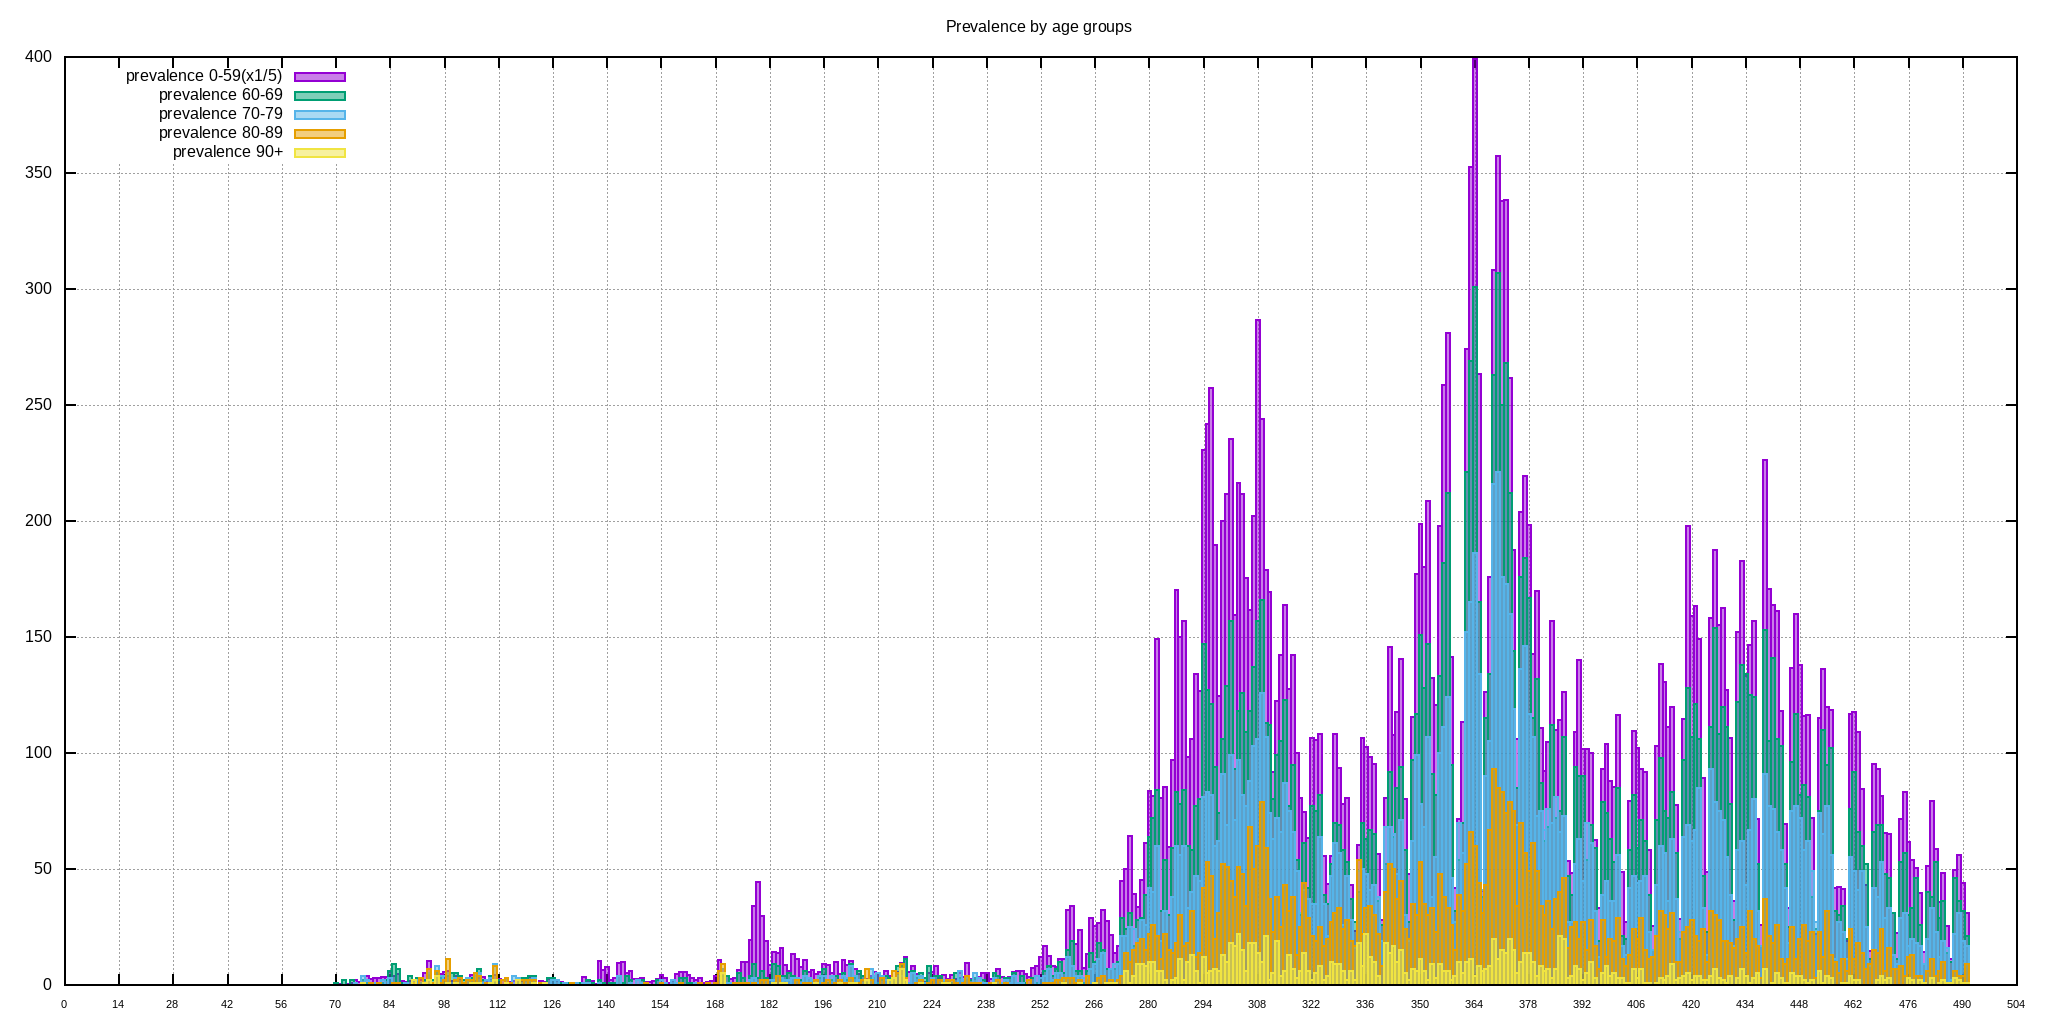 Prevalence by age groups
400
350
300
250
200
150
100
50
0
prevalence 0-59(x1/5)
prevalence 60-69
prevalence 70-79
prevalence 80-89
prevalence 90+
0 14 28 42 56 70 84 98 112 126 140 154 168 182 196 210 224 238 252 266 280 294 308 322 336 350 364 378 392 406 420 434 448 462 476 490 504